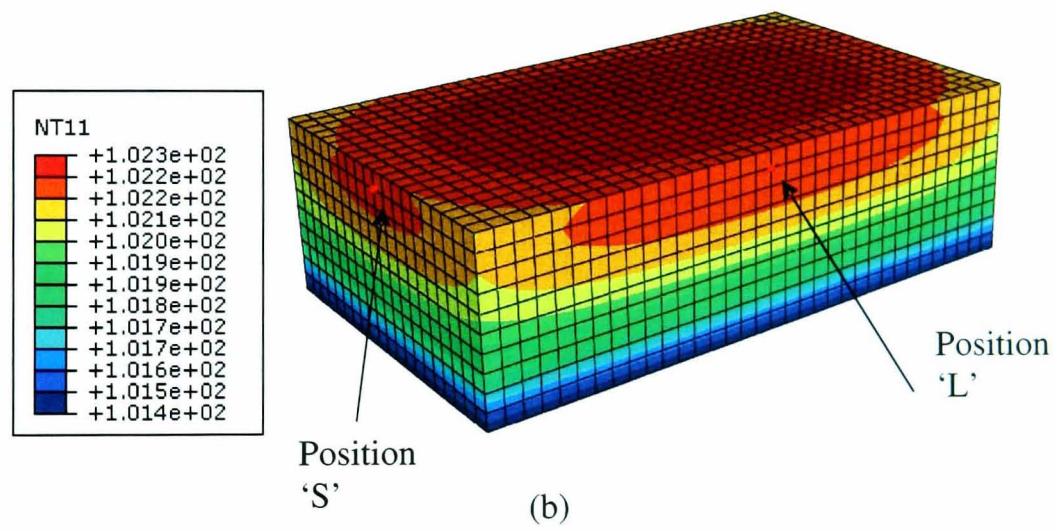 NT11
+1.023e+02
+1.022e+02
+1.022e+02
+1.021e+02
+1.020e+02
+1.019e+02
+1.019e+02
+1.018e+02
+1.017e+02
+1.017e+02
+1.016e+02
+1.015e+02
+1.014e+02
Position
‘L’
Position
‘S’
(b)